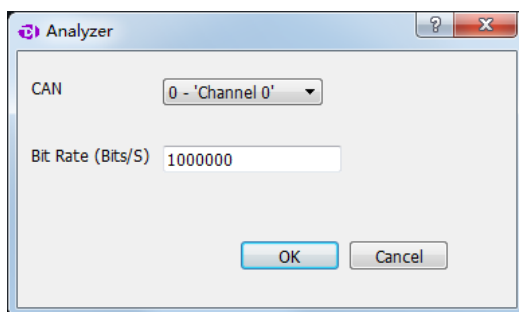 Analyzer
CAN
0 - 'Channel 0'
Bit Rate (Bits/S)
1000000
OK
Cancel